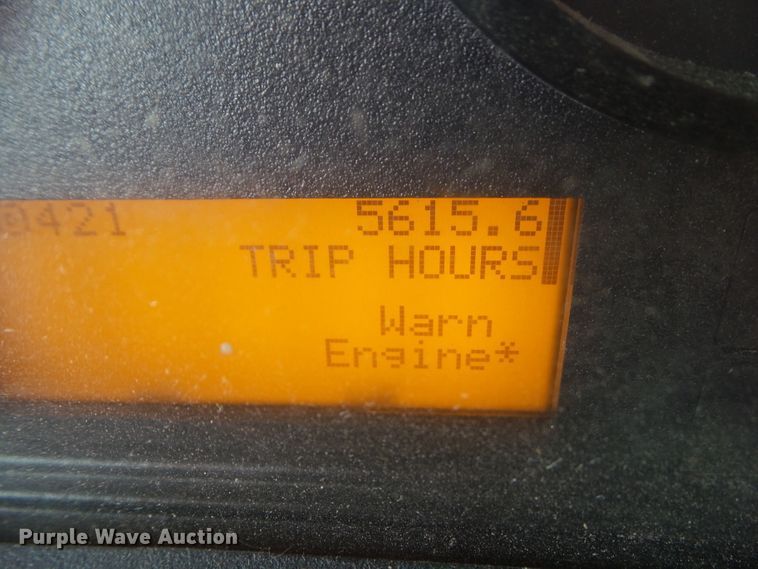 9421 5615.6
TRIP HOURS
Warn
Engine*
Purple Wave Auction